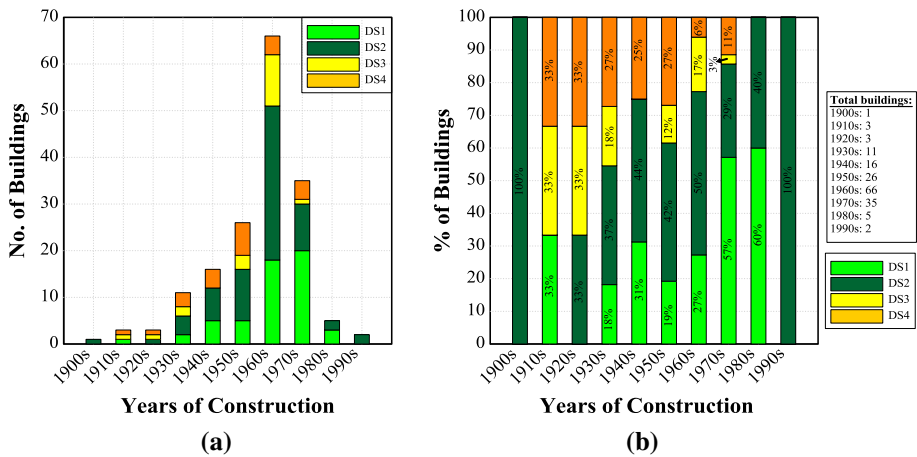 70
60
50
40
30
20
10
0
No. of Buildings
DS1
DS2
DS3
DS4
1900s
1910s
1920s
1930s
1940s
1950s
1960s
1970s
1980s
1990s
Years of Construction
(a)
100
90
80
70
60
50
40
30
20
10
0
% of Buildings
100%
33%
33%
33%
33%
33%
33%
18%
37%
18%
27%
31%
44%
25%
19%
42%
12%
27%
27%
50%
17%
6%
57%
29%
3%
11%
60%
40%
100%
1900s
1910s
1920s
1930s
1940s
1950s
1960s
1970s
1980s
1990s
Years of Construction
(b)
Total buildings:
1900s: 1
1910s: 3
1920s: 3
1930s: 11
1940s: 16
1950s: 26
1960s: 66
1970s: 35
1980s: 5
1990s: 2
DS1
DS2
DS3
DS4